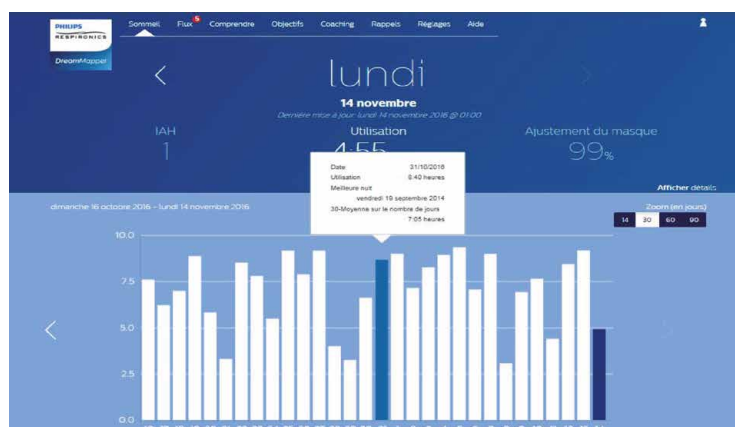 PHILIPS
RESPIRONICS
DreamMapper
Sommeil Flux 5 Comprendre Objectifs Coaching Rappels Réglages Aide
lundi
14 novembre
Dernière mise à jour: lundi 14 novembre 2016 @ 01:00
IAH Utilisation Ajustement du masque
1 4:55 99%
Date 31/10/2016
Utilisation 8:40 heures
Meilleure nuit
vendredi 19 septembre 2014
30-Moyenne sur le nombre de jours
7:05 heures
Afficher détails
dimanche 16 octobre 2016 - lundi 14 novembre 2016
Zoom (en jours)
14 30 60 90
10.0
7.5
5.0
2.5
0.0